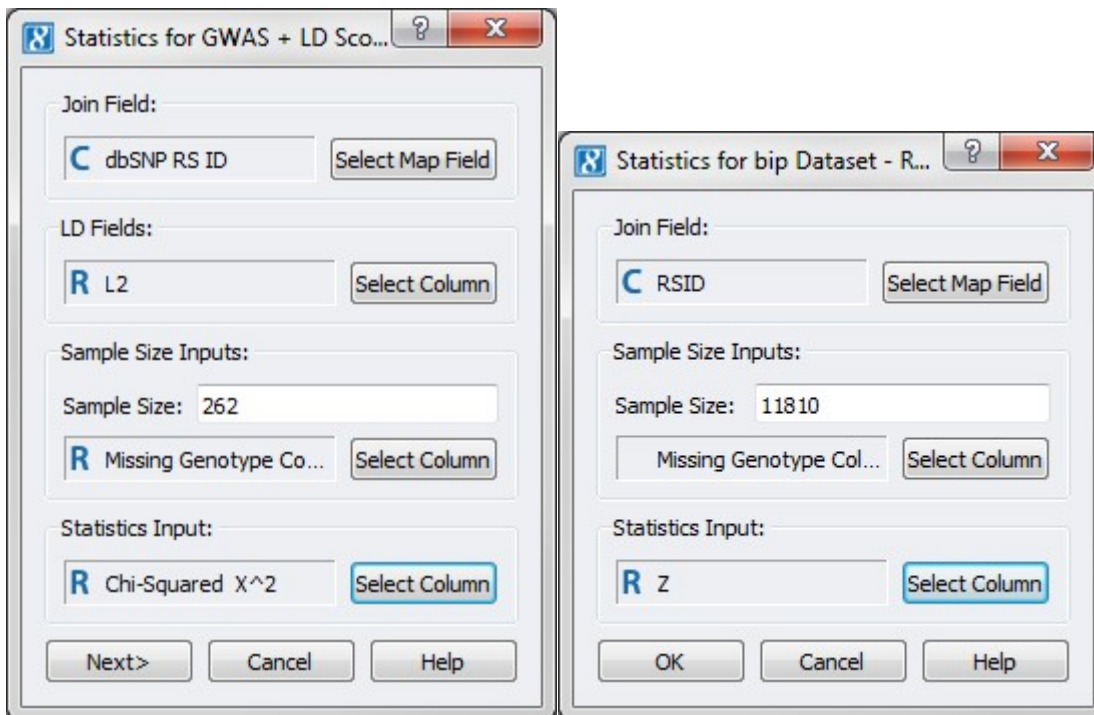 Statistics for GWAS + LD Sco...
?
X
Join Field:
C dbSNP RS ID
Select Map Field
LD Fields:
R L2
Select Column
Sample Size Inputs:
Sample Size: 262
R Missing Genotype Co...
Select Column
Statistics Input:
R Chi-Squared X^2
Select Column
Next>
Cancel
Help
Statistics for bip Dataset - R...
?
X
Join Field:
C RSID
Select Map Field
Sample Size Inputs:
Sample Size: 11810
Missing Genotype Col...
Select Column
Statistics Input:
R Z
Select Column
OK
Cancel
Help